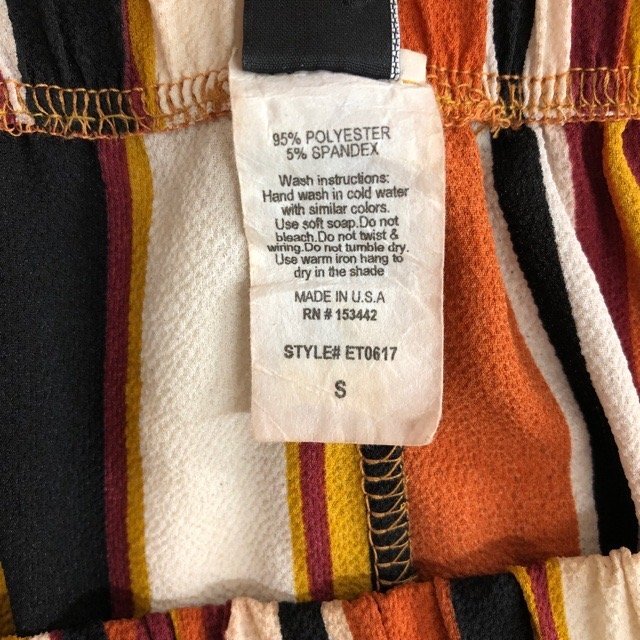 95% POLYESTER
5% SPANDEX
Wash instructions:
Hand wash in cold water
with similar colors.
Use soft soap.Do not
bleach.Do not twist &
wiring.Do not tumble dry.
Use warm iron hang to
dry in the shade
MADE IN U.S.A
RN # 153442
STYLE# ET0617
S